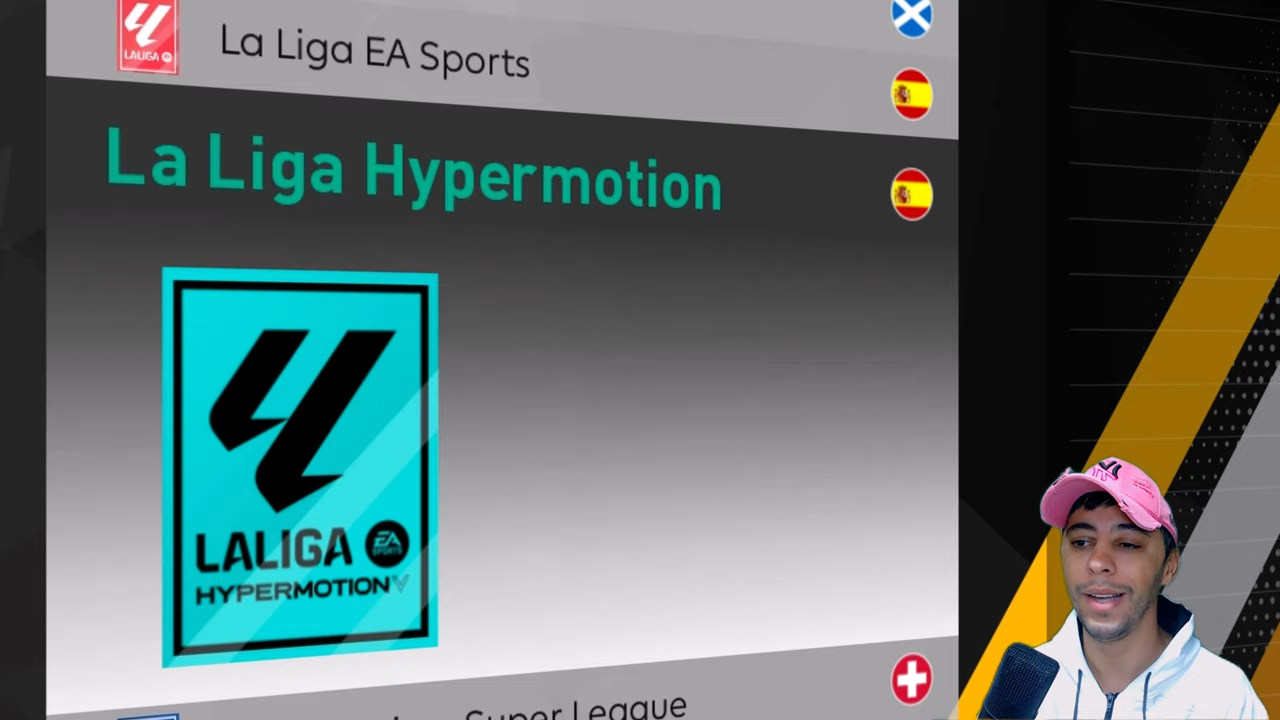 LALIGA
La Liga EA Sports
La Liga Hypermotion
LALIGA EA SPORTS
HYPERMOTION
Super League